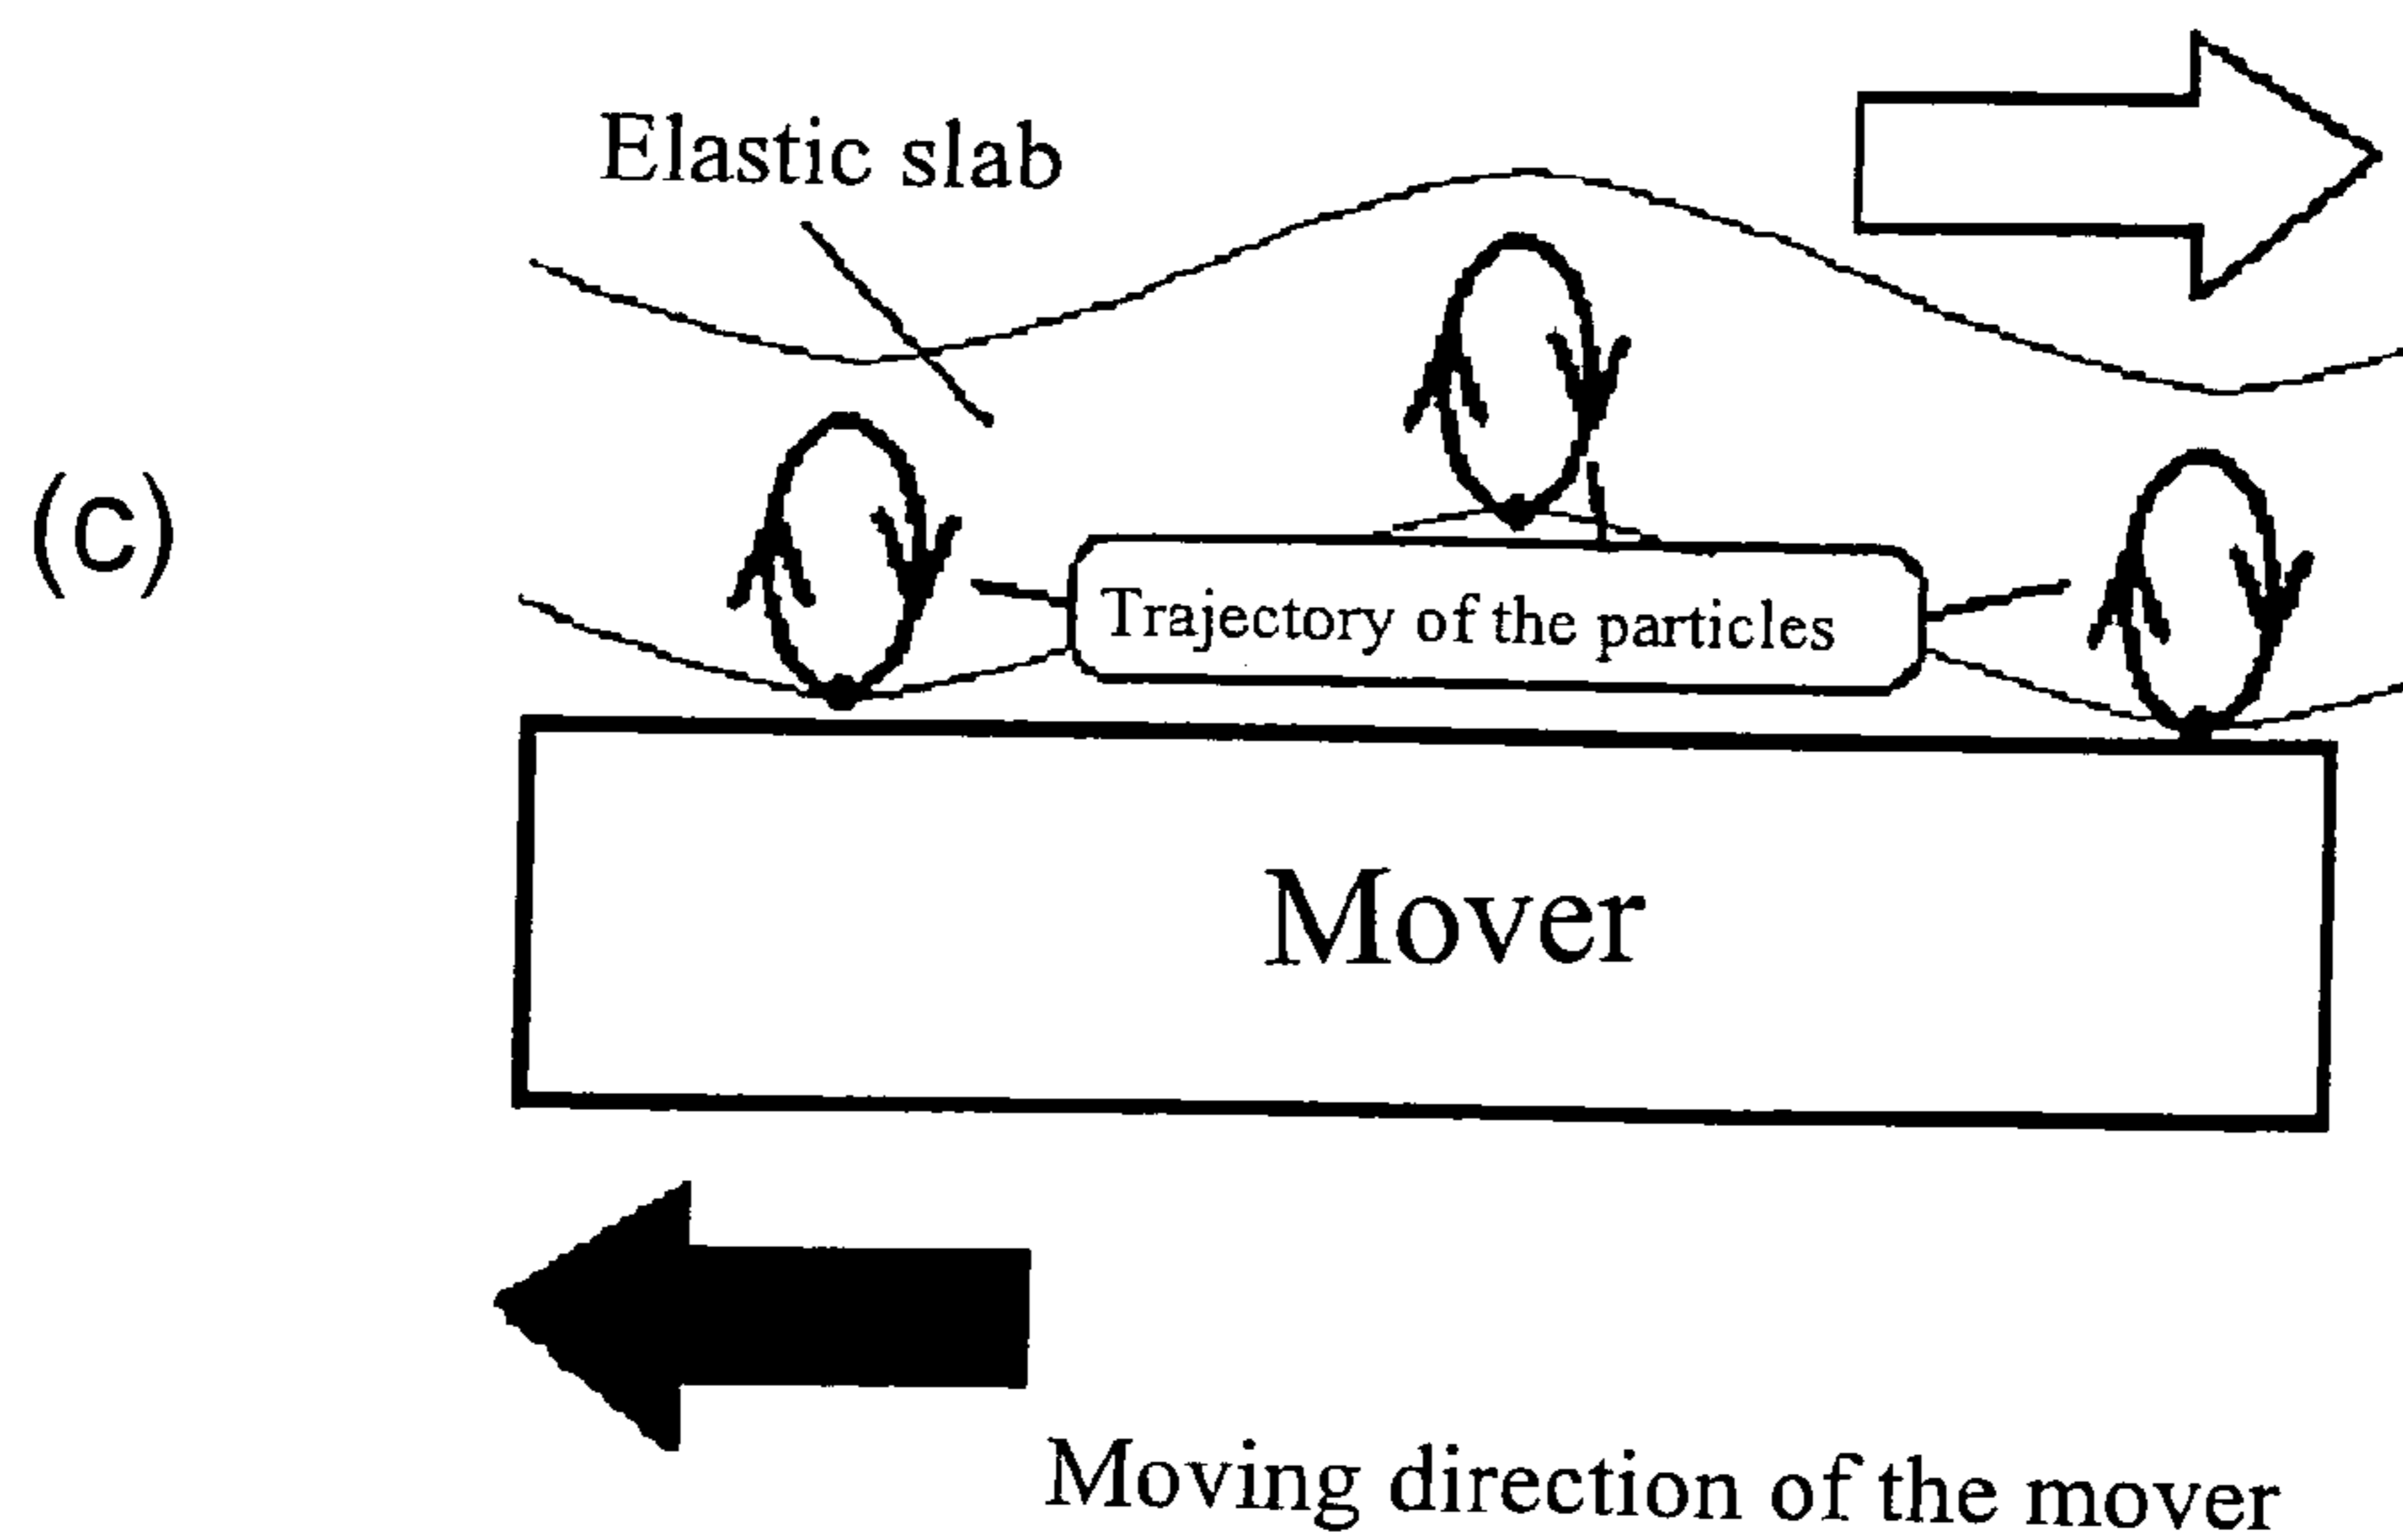 Elastic slab
(c)
Trajectory of the particles
Mover
Moving direction of the mover